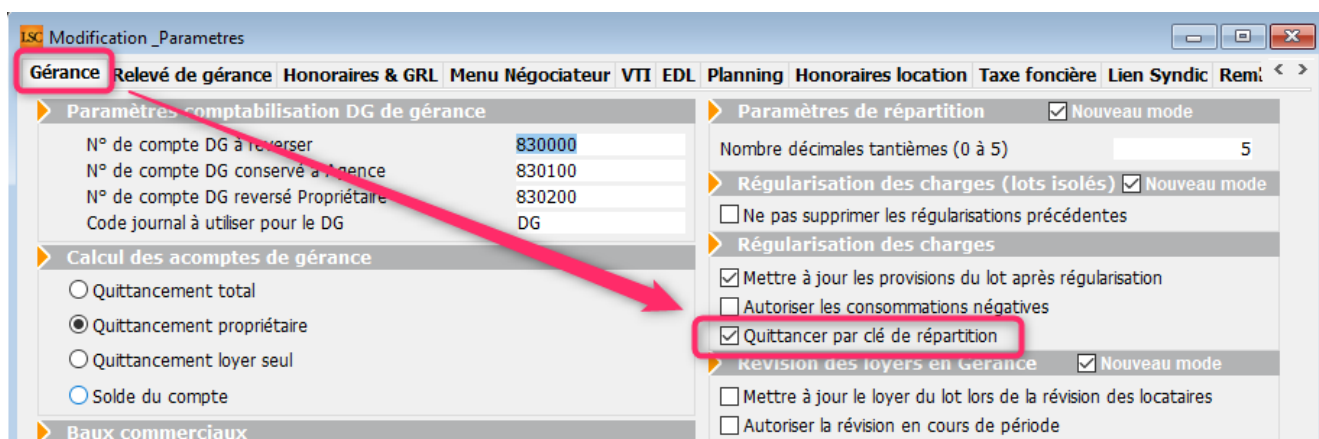 LSC Modification _Parametres
Gérance Relevé de gérance Honoraires & GRL Menu Négociateur VTI EDL Planning Honoraires location Taxe foncière Lien Syndic
Paramètres comptabilisation DG de gérance
N° de compte DG à reverser 830000
N° de compte DG conservé à Agence 830100
N° de compte DG reversé Propriétaire 830200
Code journal à utiliser pour le DG DG
Calcul des acomptes de gérance
Quittancement total
Quittancement propriétaire
Quittancement loyer seul
Solde du compte
Baux commerciaux
Paramètres de répartition Nouveau mode
Nombre décimales tantièmes (0 à 5) 5
Régularisation des charges (lots isolés) Nouveau mode
Ne pas supprimer les régularisations précédentes
Régularisation des charges
Mettre à jour les provisions du lot après régularisation
Autoriser les consommations négatives
Quittancer par clé de répartition
Révision des loyers en Gérance Nouveau mode
Mettre à jour le loyer du lot lors de la révision des locataires
Autoriser la révision en cours de période